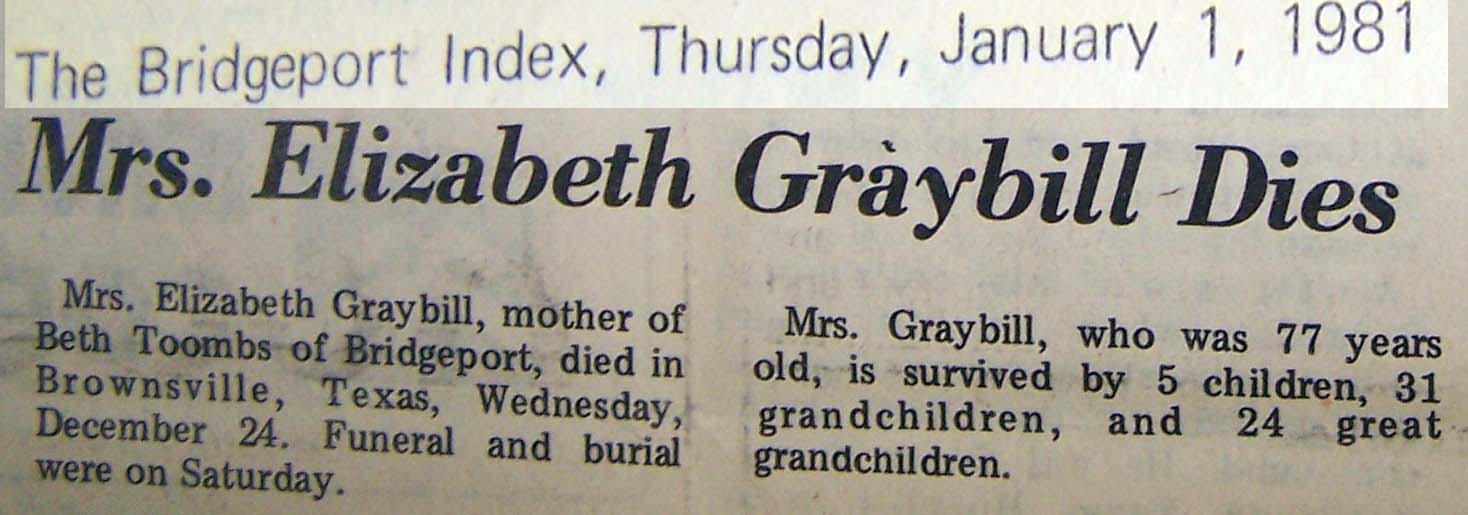 The Bridgeport Index, Thursday, January 1, 1981
Mrs. Elizabeth Graybill Dies
Mrs. Elizabeth Graybill, mother of
Beth Toombs of Bridgeport, died in
Brownsville, Texas, Wednesday,
December 24. Funeral and burial
were on Saturday.
Mrs. Graybill, who was 77 years
old, is survived by 5 children, 31
grandchildren, and 24 great
grandchildren.